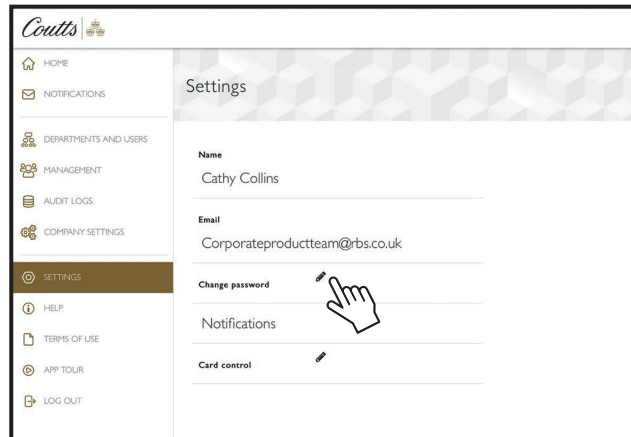 Coutts
HOME
NOTIFICATIONS
DEPARTMENTS AND USERS
MANAGEMENT
AUDIT LOGS
COMPANY SETTINGS
SETTINGS
HELP
TERMS OF USE
APP TOUR
LOG OUT
Settings
Name
Cathy Collins
Email
Corporateproductteam@rbs.co.uk
Change password
Notifications
Card control